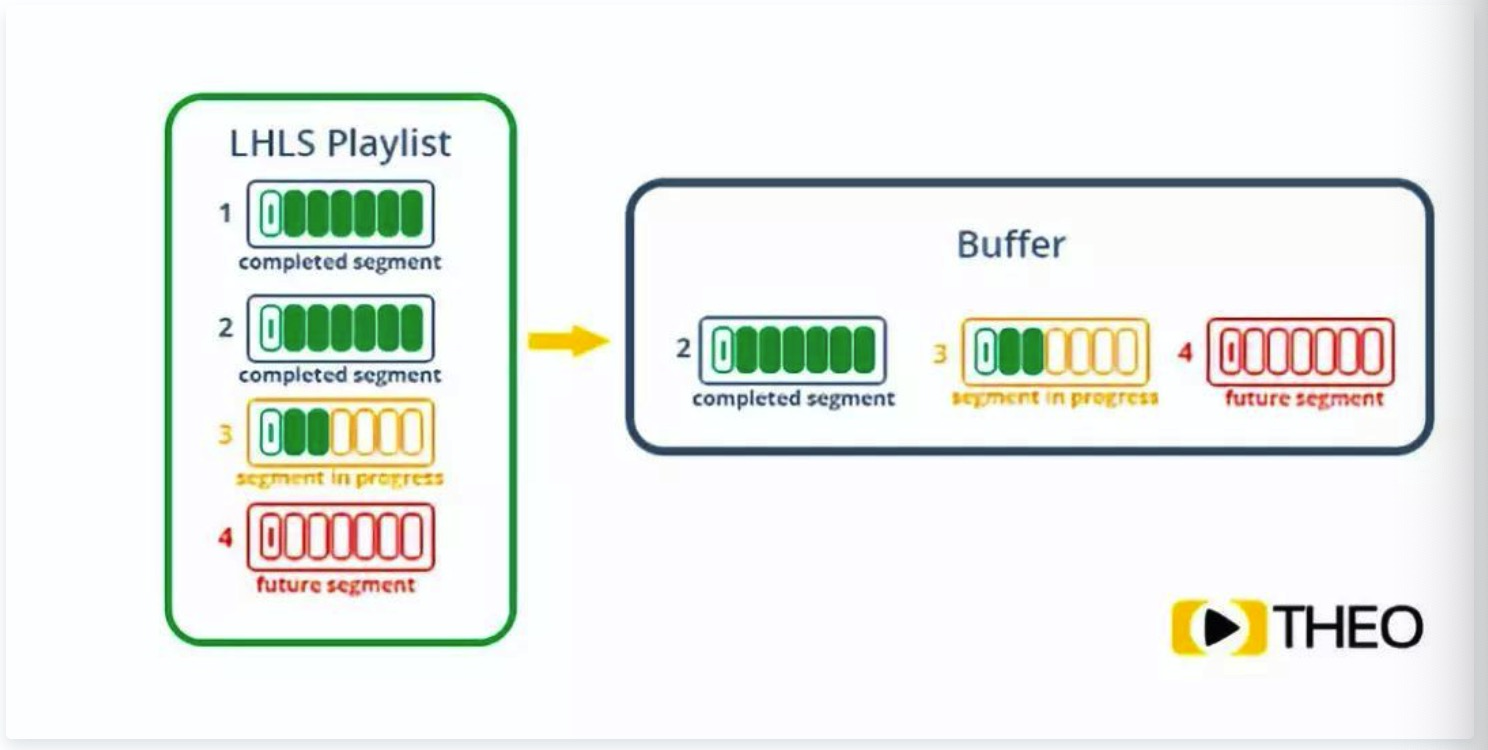 LHLS Playlist
1
completed segment
2
completed segment
3
segment in progress
4
future segment
Buffer
2
completed segment
3
segment in progress
4
future segment
THEO